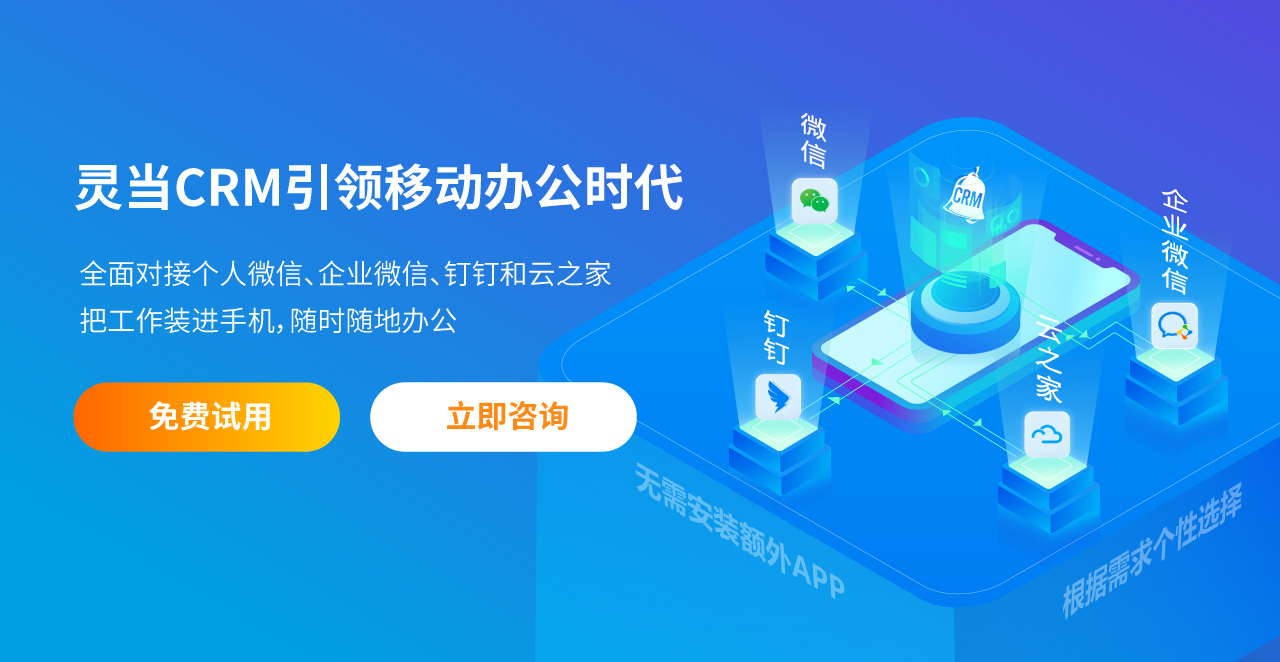 灵当CRM引领移动办公时代
全面对接个人微信、企业微信、钉钉和云之家
把工作装进手机，随时随地办公
免费试用
立即咨询
微信
CRM
企业微信
钉钉
云之家
无需安装额外APP
根据需求个性选择